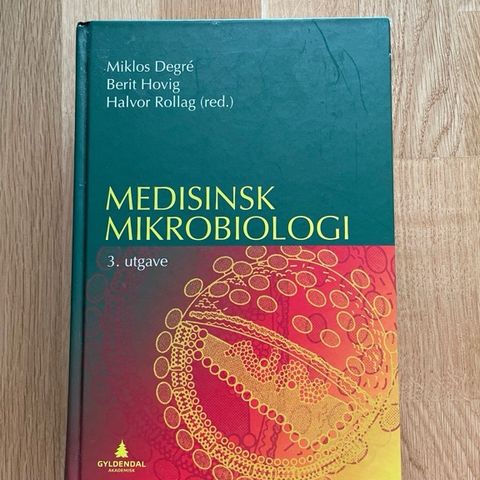 Miklos Degré
Berit Hovig
Halvor Rollag (red.)
MEDISINSK
MIKROBIOLOGI
3. utgave
GYLDENDAL
AKADEMISK